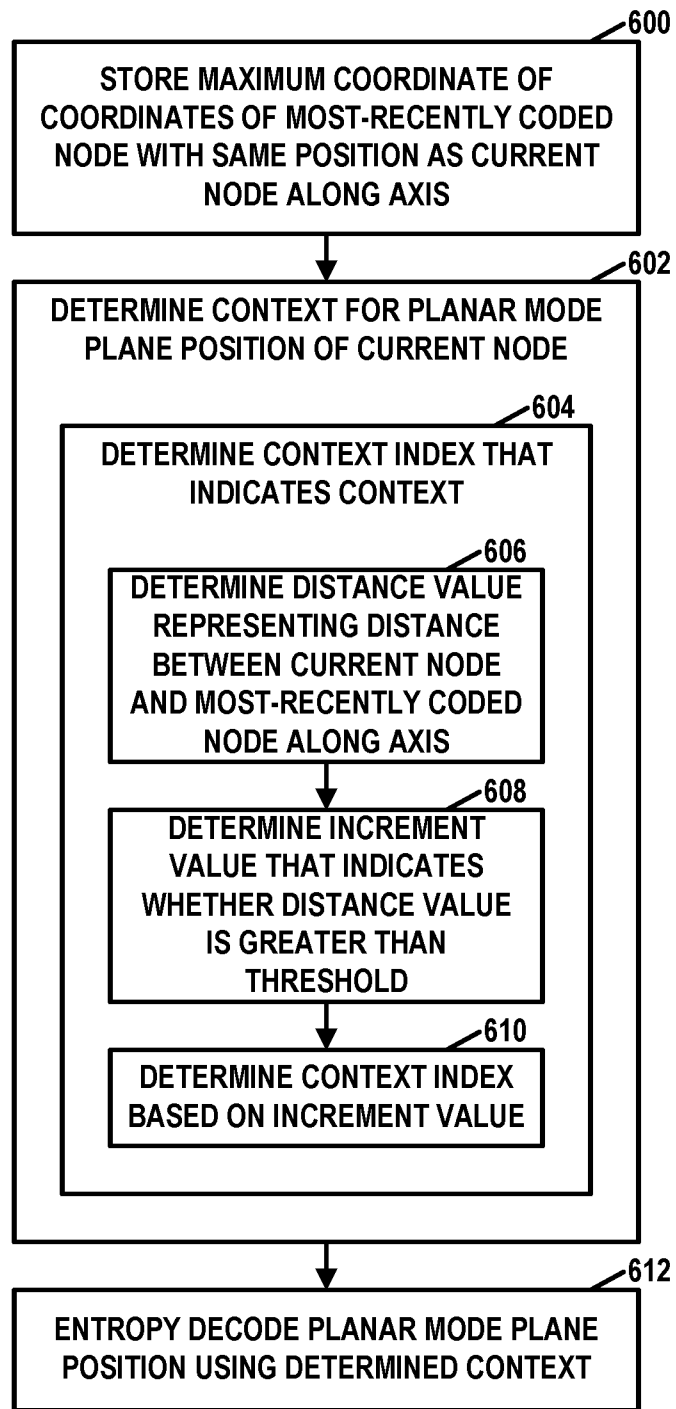 600
STORE MAXIMUM COORDINATE OF
COORDINATES OF MOST-RECENTLY CODED
NODE WITH SAME POSITION AS CURRENT
NODE ALONG AXIS
602
DETERMINE CONTEXT FOR PLANAR MODE
PLANE POSITION OF CURRENT NODE
604
DETERMINE CONTEXT INDEX THAT
INDICATES CONTEXT
606
DETERMINE DISTANCE VALUE
REPRESENTING DISTANCE
BETWEEN CURRENT NODE
AND MOST-RECENTLY CODED
NODE ALONG AXIS
608
DETERMINE INCREMENT
VALUE THAT INDICATES
WHETHER DISTANCE VALUE
IS GREATER THAN
THRESHOLD
610
DETERMINE CONTEXT INDEX
BASED ON INCREMENT VALUE
612
ENTROPY DECODE PLANAR MODE PLANE
POSITION USING DETERMINED CONTEXT